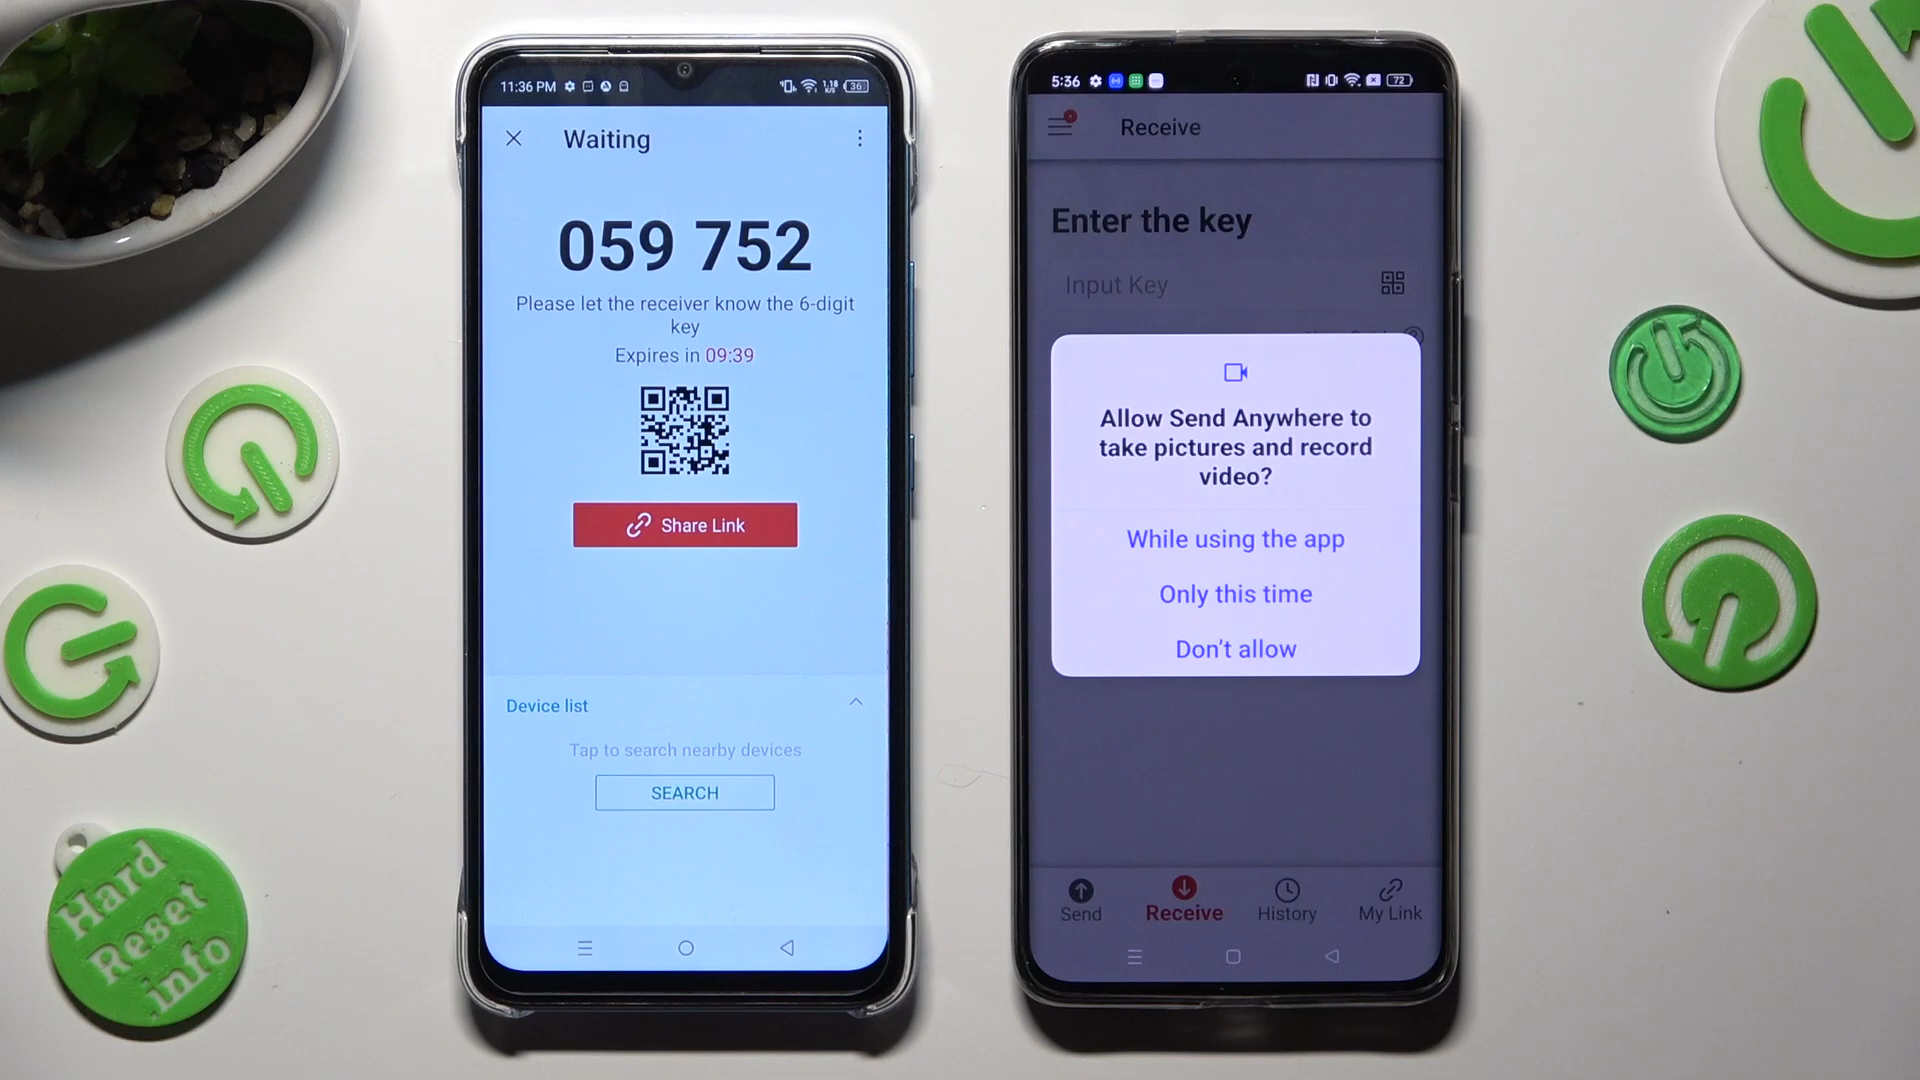 11:36 PM
1.18 K/S
36
Waiting
059 752
Please let the receiver know the 6-digit
key
Expires in 09:39
Share Link
Device list
Tap to search nearby devices
SEARCH
5:36
72
Receive
Enter the key
Input Key
Allow Send Anywhere to
take pictures and record
video?
While using the app
Only this time
Don't allow
Send
Receive
History
My Link
Hard
Reset
.info